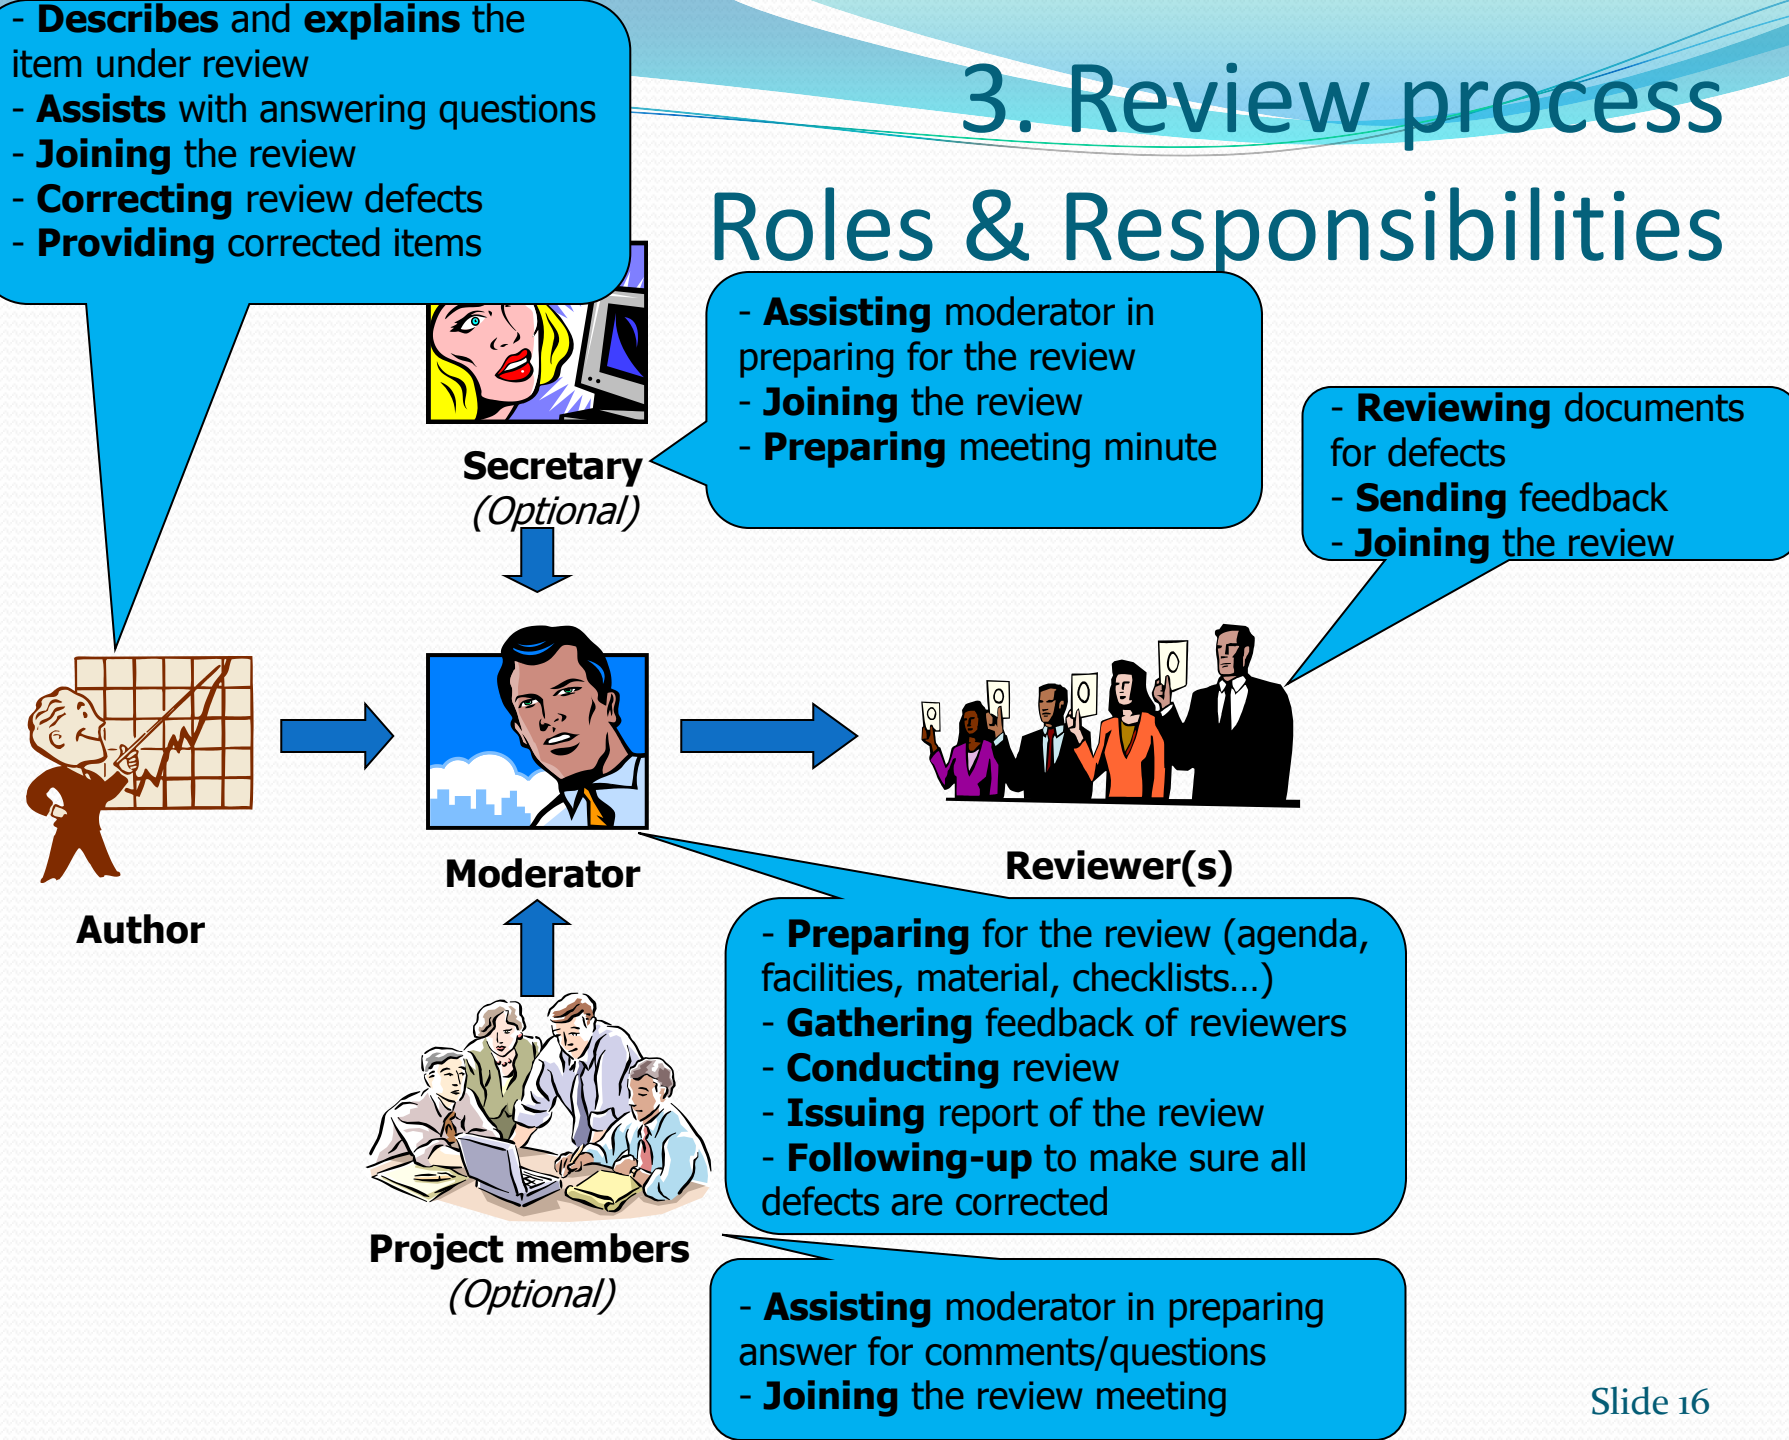 - Describes and explains the
item under review
- Assists with answering questions
- Joining the review
- Correcting review defects
- Providing corrected items
3. Review process
Roles & Responsibilities
- Assisting moderator in
preparing for the review
- Joining the review
- Preparing meeting minute
Secretary
(Optional)
- Reviewing documents
for defects
- Sending feedback
- Joining the review
Author
Moderator
Reviewer(s)
- Preparing for the review (agenda,
facilities, material, checklists…)
- Gathering feedback of reviewers
- Conducting review
- Issuing report of the review
- Following-up to make sure all
defects are corrected
Project members
(Optional)
- Assisting moderator in preparing
answer for comments/questions
- Joining the review meeting
Slide 16